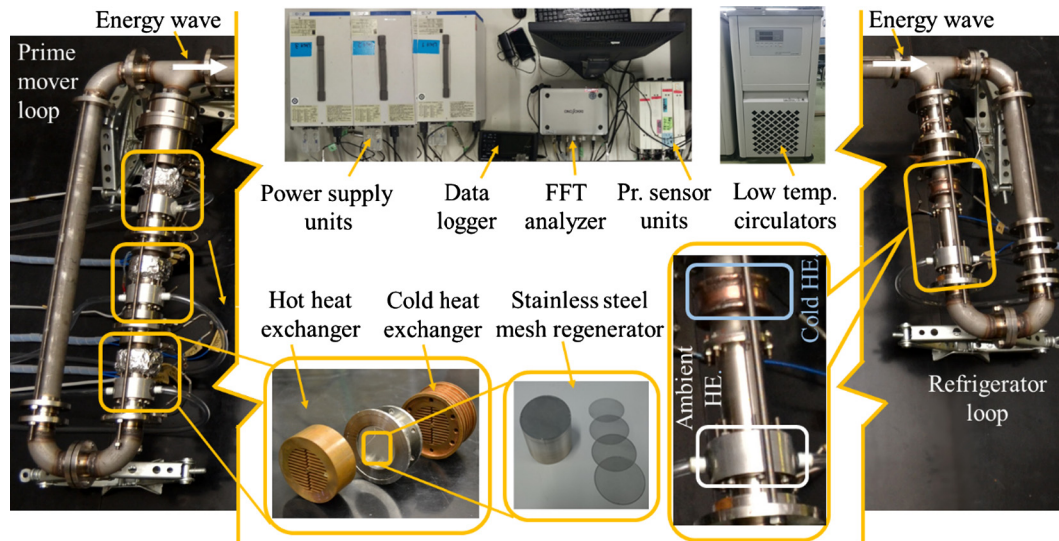 Energy wave
Prime
mover loop
Energy wave
Power supply
units
Data
logger
FFT
analyzer
Pr. sensor
units
Low temp.
circulators
Hot heat
exchanger
Cold heat
exchanger
Stainless steel
mesh regenerator
Cold HE.
Ambient
HE.
Refrigerator
loop